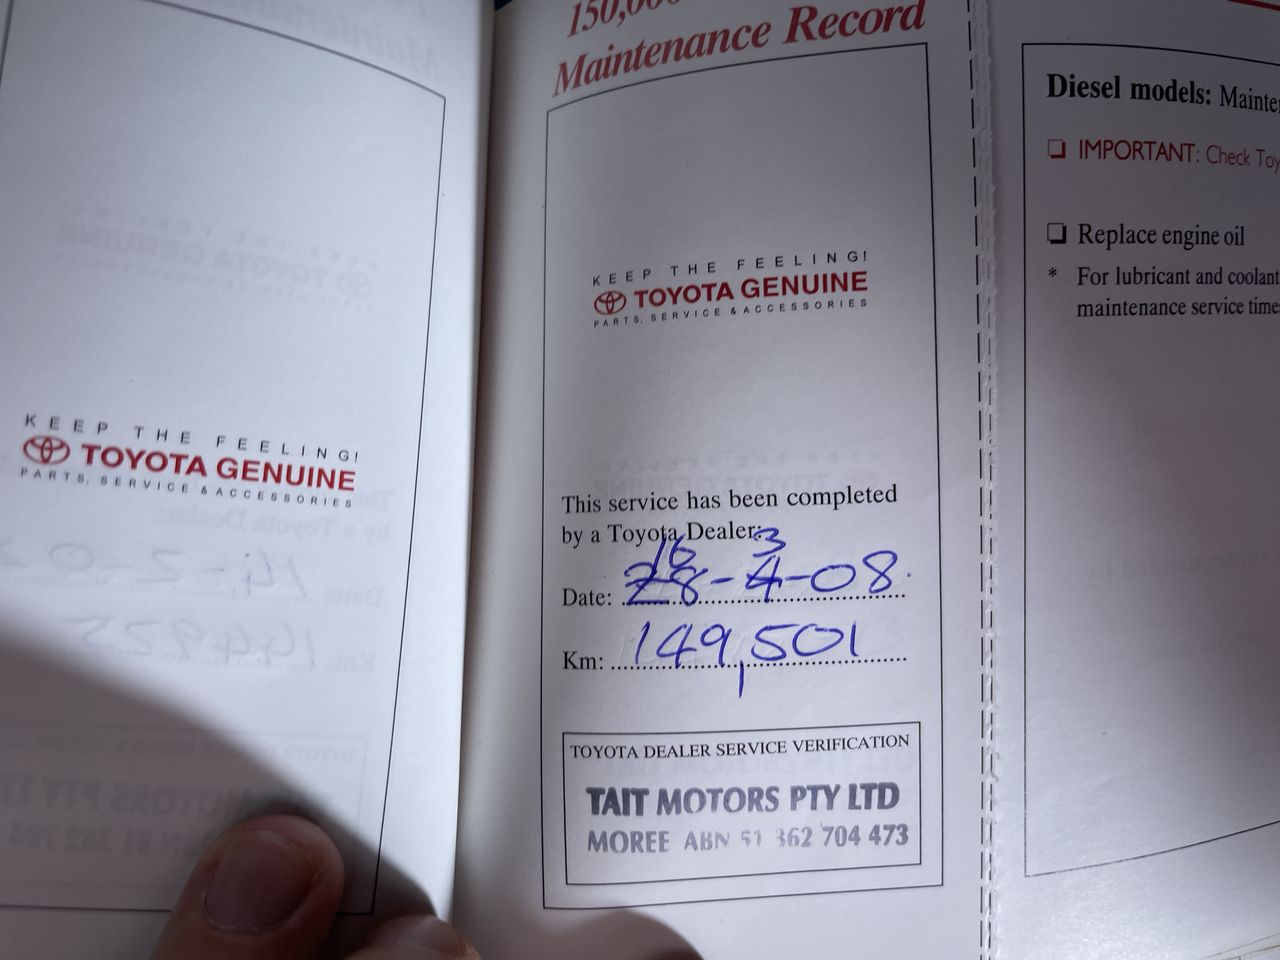 KEEP THE FEELING!
TOYOTA GENUINE
PARTS, SERVICE & ACCESSORIES
150,00
Maintenance Record
KEEP THE FEELING!
TOYOTA GENUINE
PARTS, SERVICE & ACCESSORIES
This service has been completed
by a Toyota Dealer:
16 3
Date: 28-4-08
Km: 149,501
TOYOTA DEALER SERVICE VERIFICATION
TAIT MOTORS PTY LTD
MOREE ABN 51 362 704 473
Diesel models: Mainte
IMPORTANT: Check Toy
Replace engine oil
* For lubricant and coolant
maintenance service time